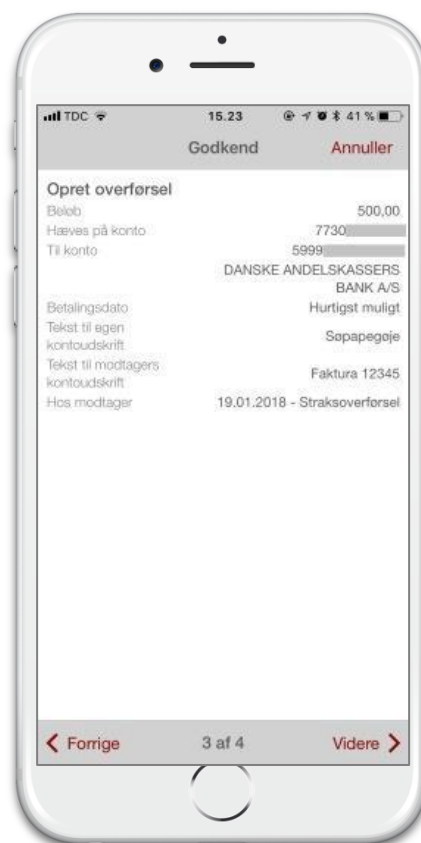 TDC 15.23 41 %
Godkend Annuller
Opret overførsel
Beløb 500,00
Hæves på konto 7730
Til konto 5999
DANSKE ANDELSKASSERS
BANK A/S
Betalingsdato Hurtigst muligt
Tekst til egen
kontoudskrift Søpapegøje
Tekst til modtagers
kontoudskrift Faktura 12345
Hos modtager 19.01.2018 - Straksoverførsel
Forrige 3 af 4 Videre